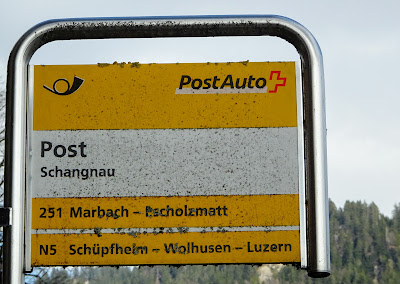 PostAuto
Post
Schangnau
251 Marbach – Escholzmatt
N5 Schüpfheim – Wolhusen – Luzern